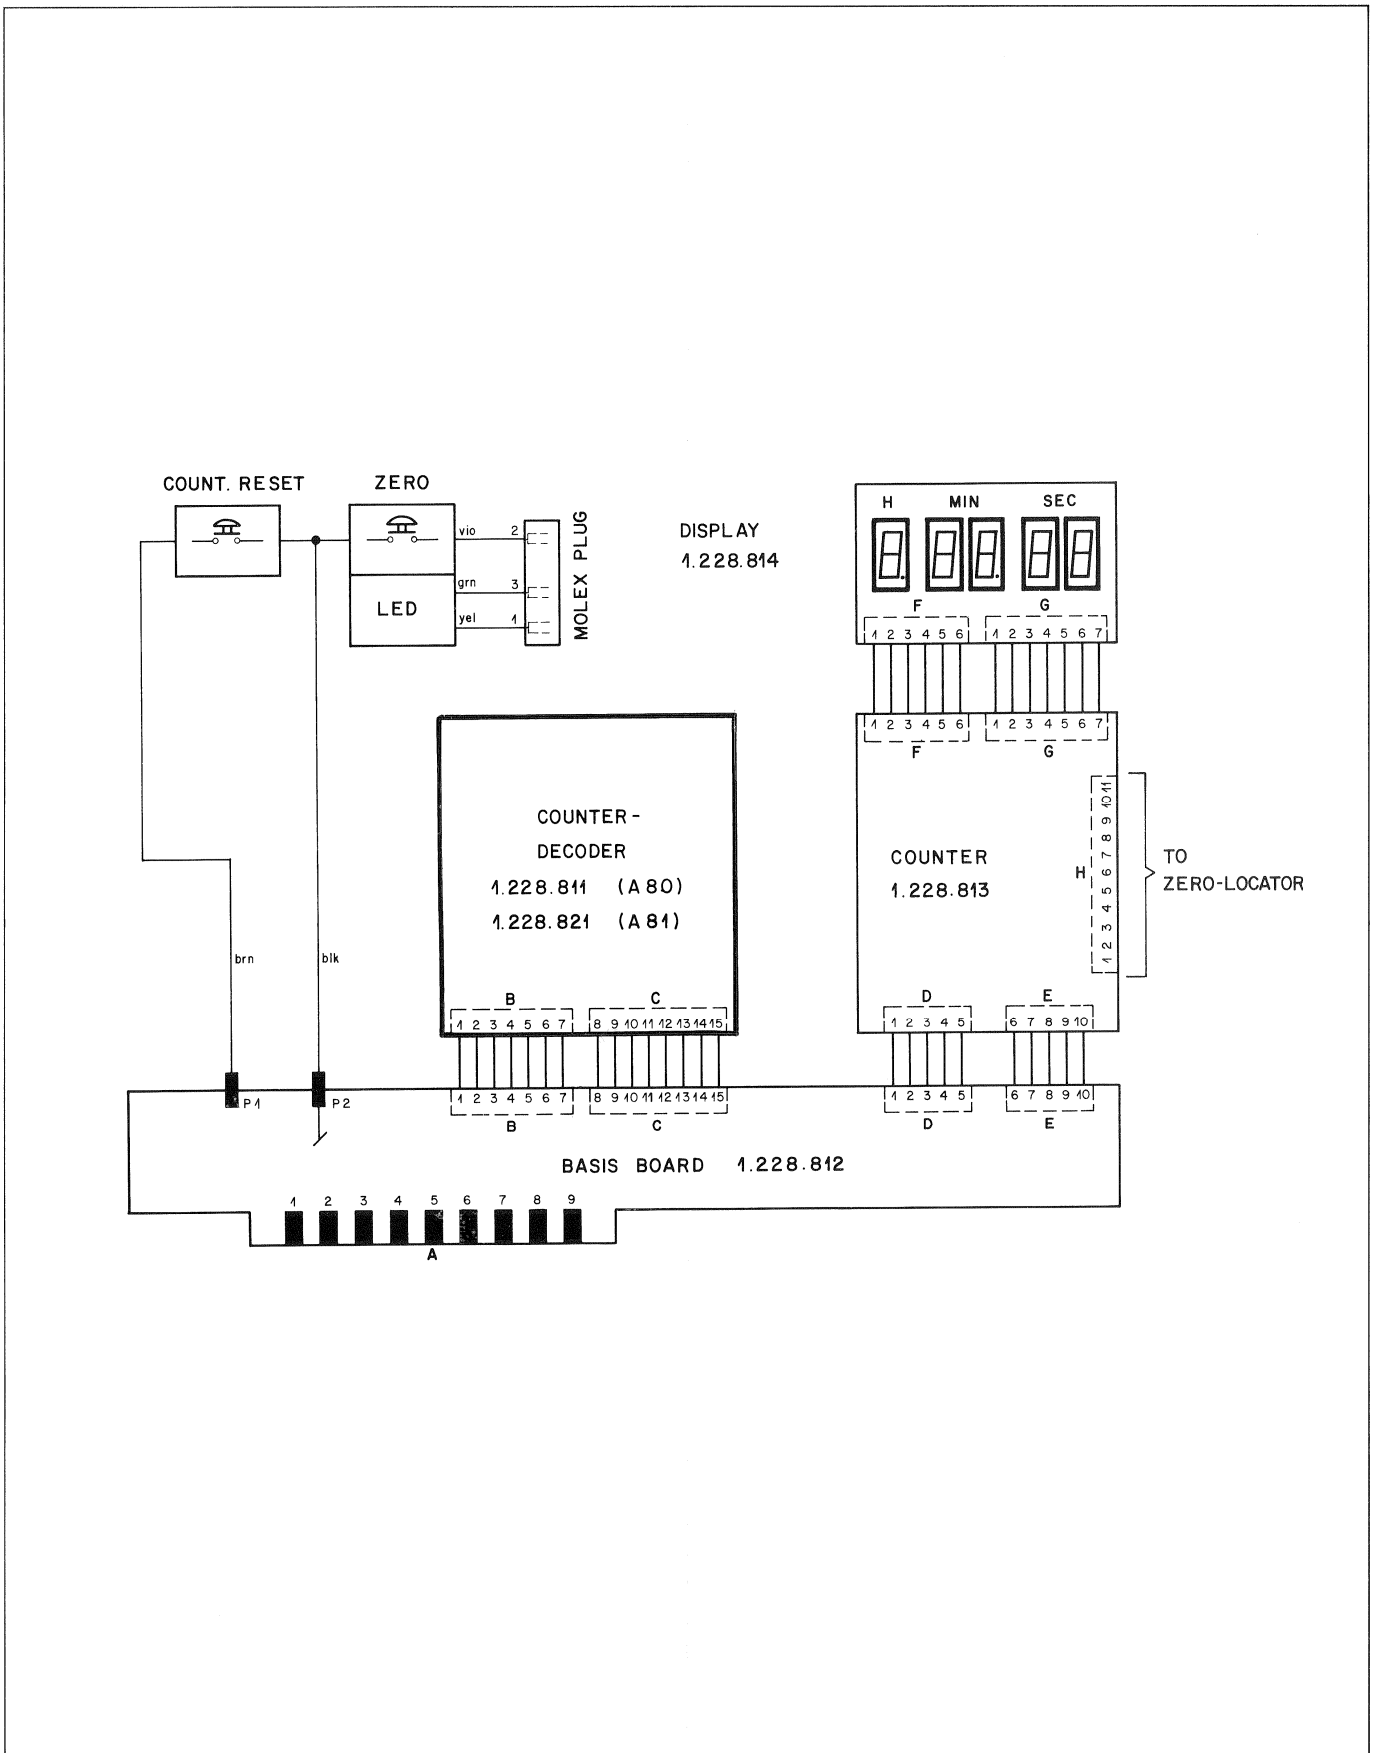 COUNT. RESET
ZERO
vio 2
grn 3
LED
yel 1
MOLEX PLUG
DISPLAY
1.228.814
H MIN SEC
F G
1 2 3 4 5 6 1 2 3 4 5 6 7
1 2 3 4 5 6 1 2 3 4 5 6 7
F G
COUNTER-
DECODER
1.228.811 (A80)
1.228.821 (A81)
COUNTER
1.228.813
H
1 2 3 4 5 6 7 8 9 10 11
TO
ZERO-LOCATOR
brn
blk
B C
1 2 3 4 5 6 7 8 9 10 11 12 13 14 15
D E
1 2 3 4 5 6 7 8 9 10
P1
P2
1 2 3 4 5 6 7 8 9 10 11 12 13 14 15
B C
1 2 3 4 5 6 7 8 9 10
D E
BASIS BOARD 1.228.812
1 2 3 4 5 6 7 8 9
A